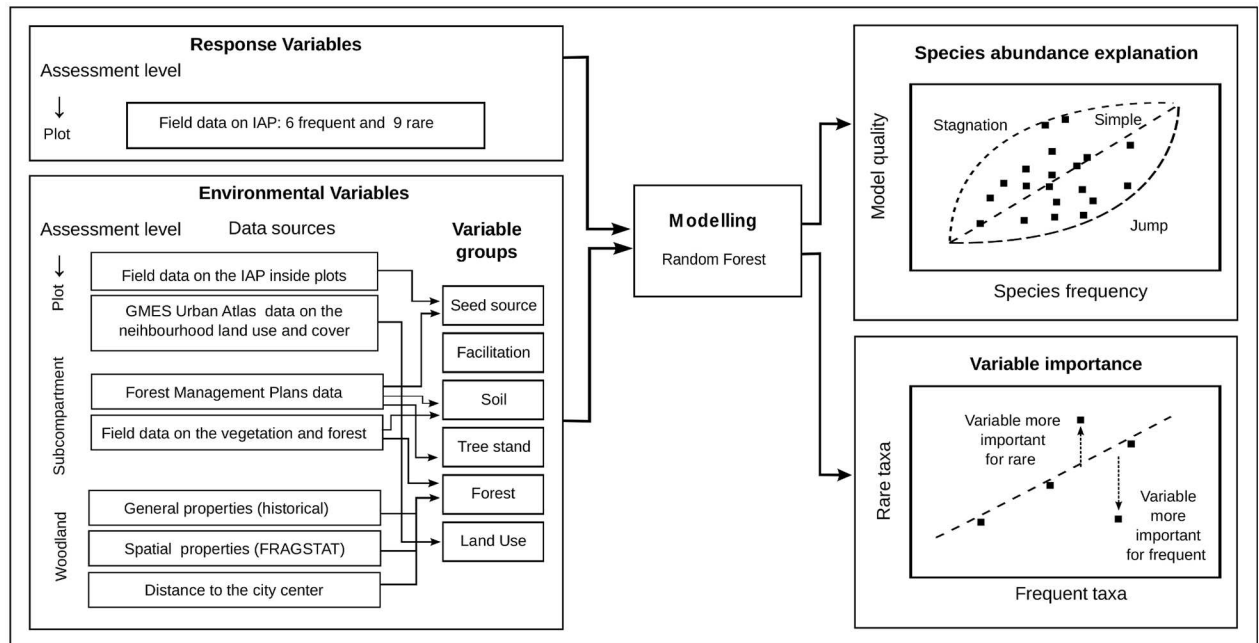 Response Variables
Assessment level
Plot
Field data on IAP: 6 frequent and 9 rare
Environmental Variables
Assessment level
Data sources
Variable
groups
Plot
Field data on the IAP inside plots
GMES Urban Atlas data on the
neihbourhood land use and cover
Subcompartment
Forest Management Plans data
Field data on the vegetation and forest
Woodland
General properties (historical)
Spatial properties (FRAGSTAT)
Distance to the city center
Seed source
Facilitation
Soil
Tree stand
Forest
Land Use
Modelling
Random Forest
Species abundance explanation
Model quality
Stagnation
Simple
Jump
Species frequency
Variable importance
Rare taxa
Variable more
important
for rare
Variable
more
important
for frequent
Frequent taxa